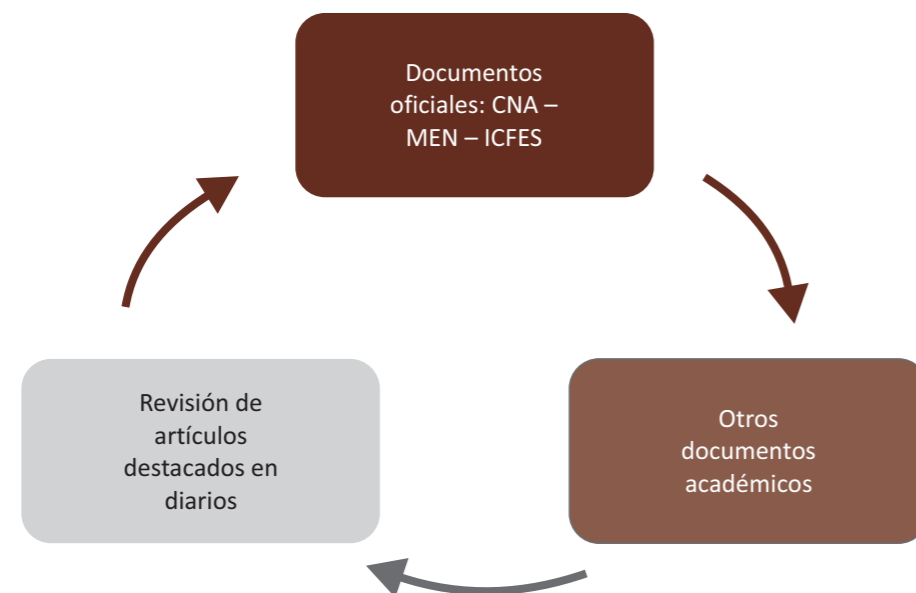 Documentos
oficiales: CNA –
MEN – ICFES
Revisión de
artículos
destacados en
diarios
Otros
documentos
académicos